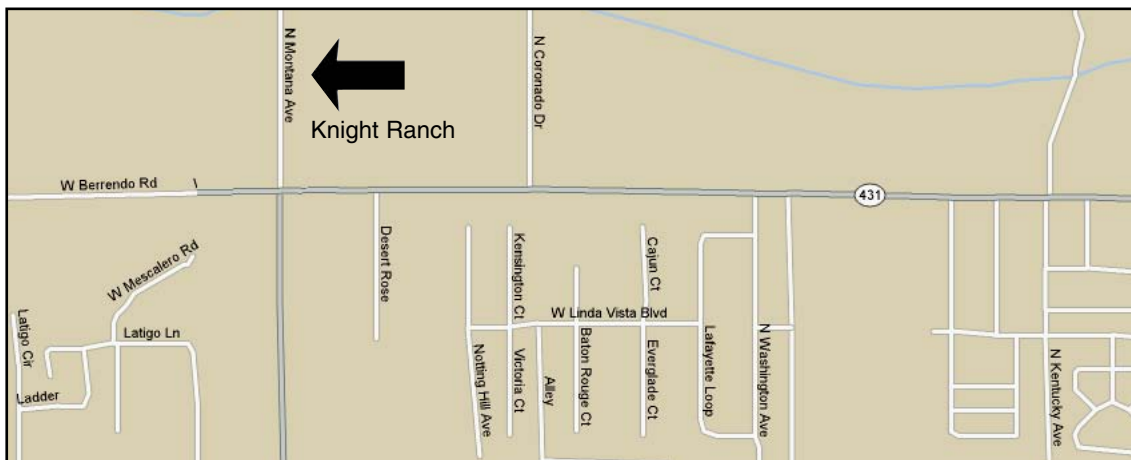 N Montana Ave
N Coronado Dr
Knight Ranch
W Berrendo Rd
431
W Mescalero Rd
Desert Rose
Kensington Ct
Cajun Ct
Latigo Cir
Latigo Ln
W Linda Vista Blvd
Ladder
Notting Hill Ave
Victoria Ct
Alley
Baton Rouge Ct
Everglade Ct
Lafayette Loop
N Washington Ave
N Kentucky Ave